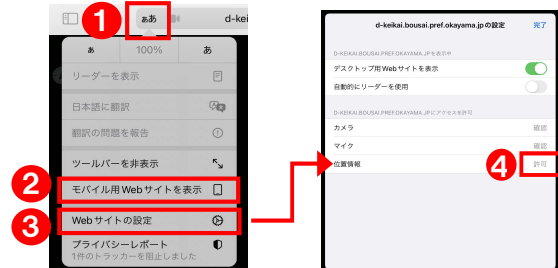 1
ぁあ
d-kei
あ
100%
あ
リーダーを表示
日本語に翻訳
翻訳の問題を報告
ツールバーを非表示
2
モバイル用Webサイトを表示
3
Webサイトの設定
プライバシーレポート
1件のトラッカーを阻止しました
d-keikai.bousai.pref.okayama.jpの設定
完了
D-KEIKAI.BOUSAI.PREF.OKAYAMA.JPを表示中
デスクトップ用Webサイトを表示
自動的にリーダーを使用
D-KEIKAI.BOUSAI.PREF.OKAYAMA.JPにアクセスを許可
カメラ
確認
マイク
確認
位置情報
4
許可